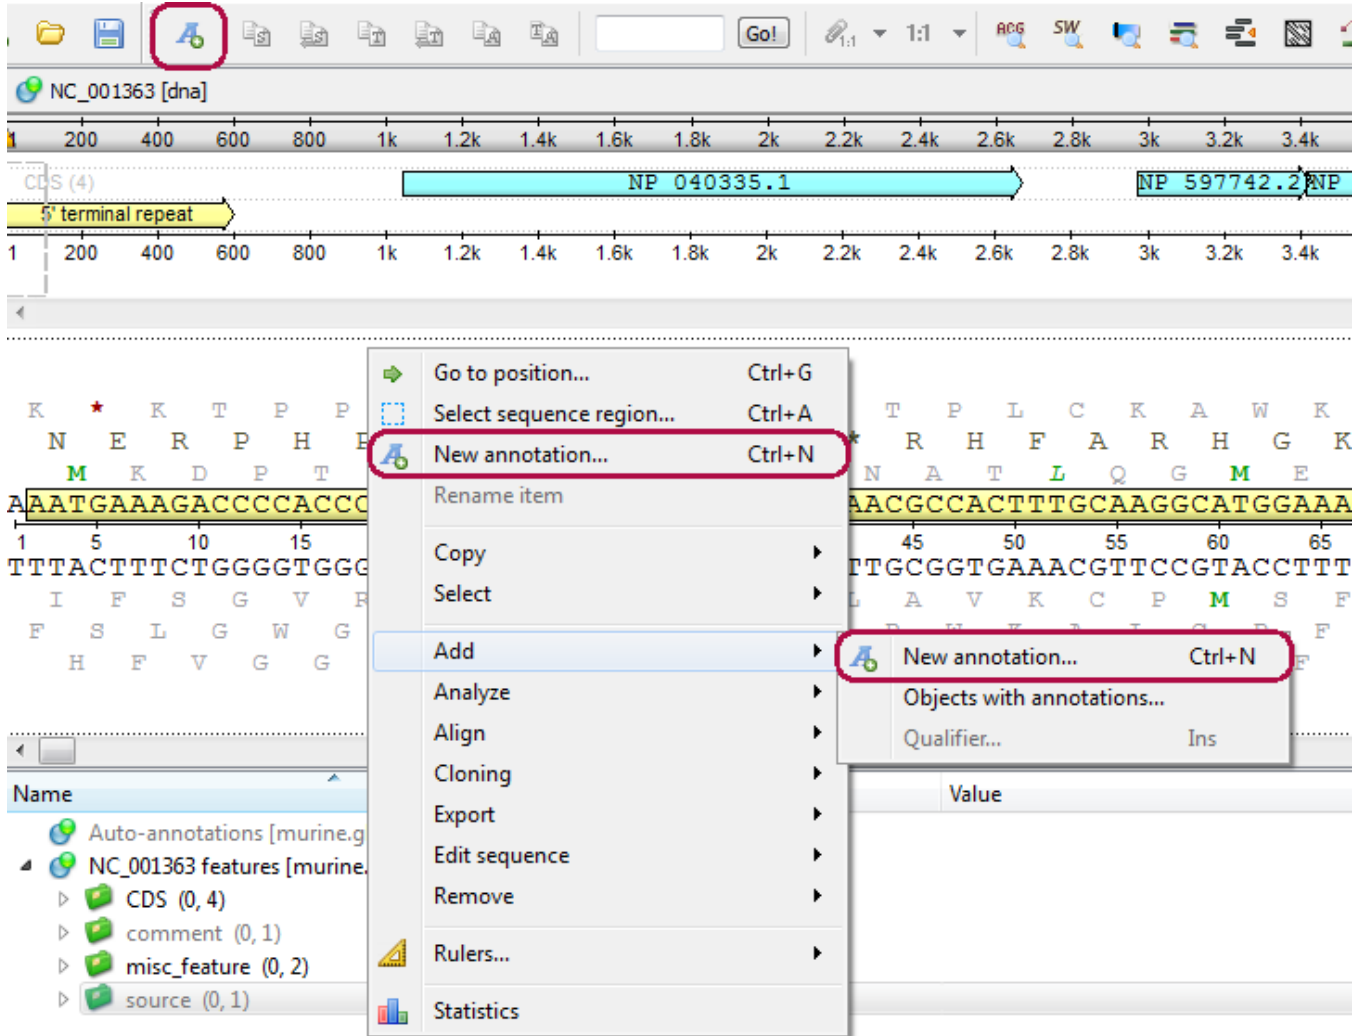 A S S T T A A Go! 1:1 1:1 ACG SW
NC_001363 [dna]
1 200 400 600 800 1k 1.2k 1.4k 1.6k 1.8k 2k 2.2k 2.4k 2.6k 2.8k 3k 3.2k 3.4k
CDS (4) NP 040335.1 NP 597742.2 NP
5' terminal repeat
1 200 400 600 800 1k 1.2k 1.4k 1.6k 1.8k 2k 2.2k 2.4k 2.6k 2.8k 3k 3.2k 3.4k
Go to position... Ctrl+G
K * K T P P Select sequence region... Ctrl+A T P L C K A W K
N E R P H P New annotation... Ctrl+N * R H F A R H G K
M K D P T Rename item N A T L Q G M E
AAATGAAAGACCCCACCC AACGCCACTTTGCAAGGCATGGAAA
1 5 10 15 45 50 55 60 65
TTTACTTTCTGGGGTGGG Copy TTGCGGTGAAACGTTCCGTACCTTT
I F S G V R Select L A V K C P M S F
F S L G W G F
H F V G G Add New annotation... Ctrl+N F
Analyze Objects with annotations...
Align Qualifier... Ins
Cloning
Name Value
Export
Auto-annotations [murine.g
Edit sequence
NC_001363 features [murine.
Remove
CDS (0, 4)
comment (0, 1)
Rulers...
misc_feature (0, 2)
source (0, 1)
Statistics